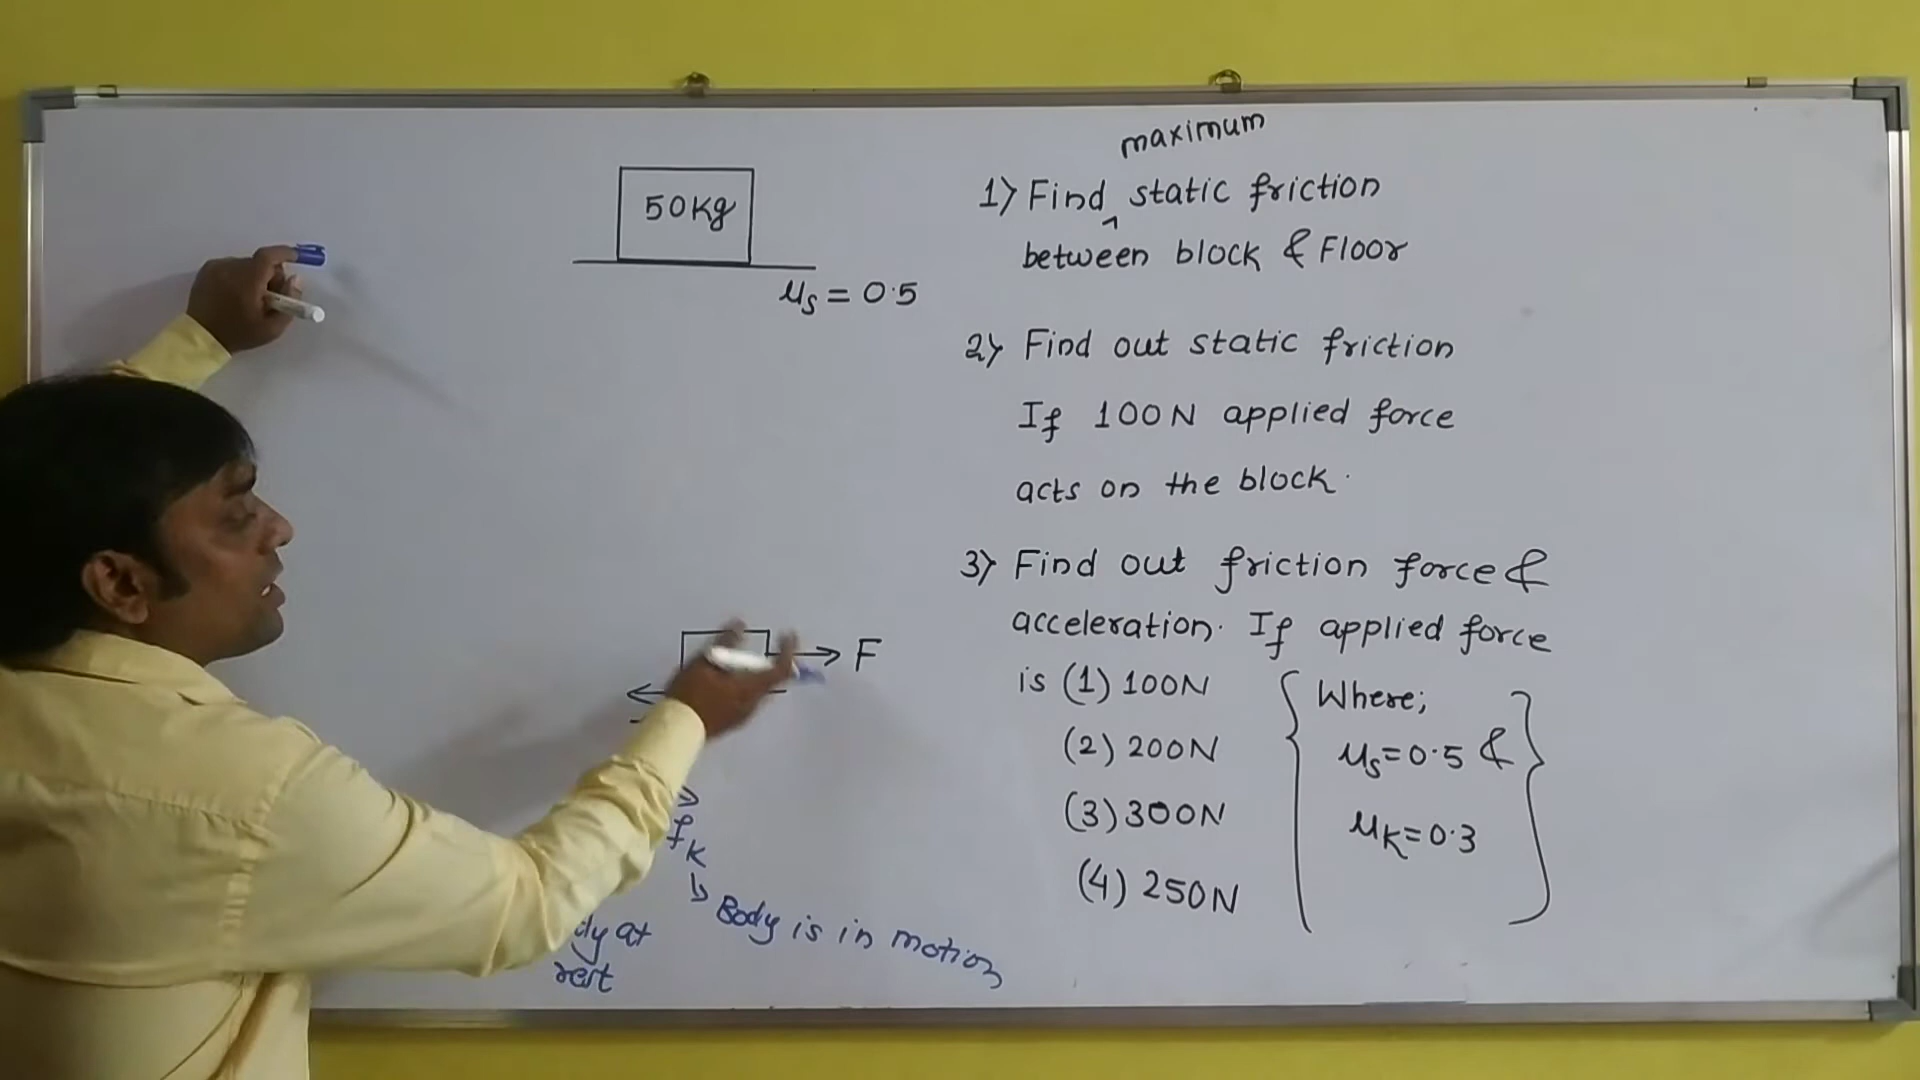 50Kg
μs = 0.5
maximum
1) Find ^ static friction
between block & Floor
2) Find out static friction
If 100N applied force
acts on the block.
3) Find out friction force &
acceleration. If applied force
is (1) 100N
(2) 200N
(3) 300N
(4) 250N
Where;
μs=0.5 &
μK=0.3
F
fK
Body is in motion
at
rest